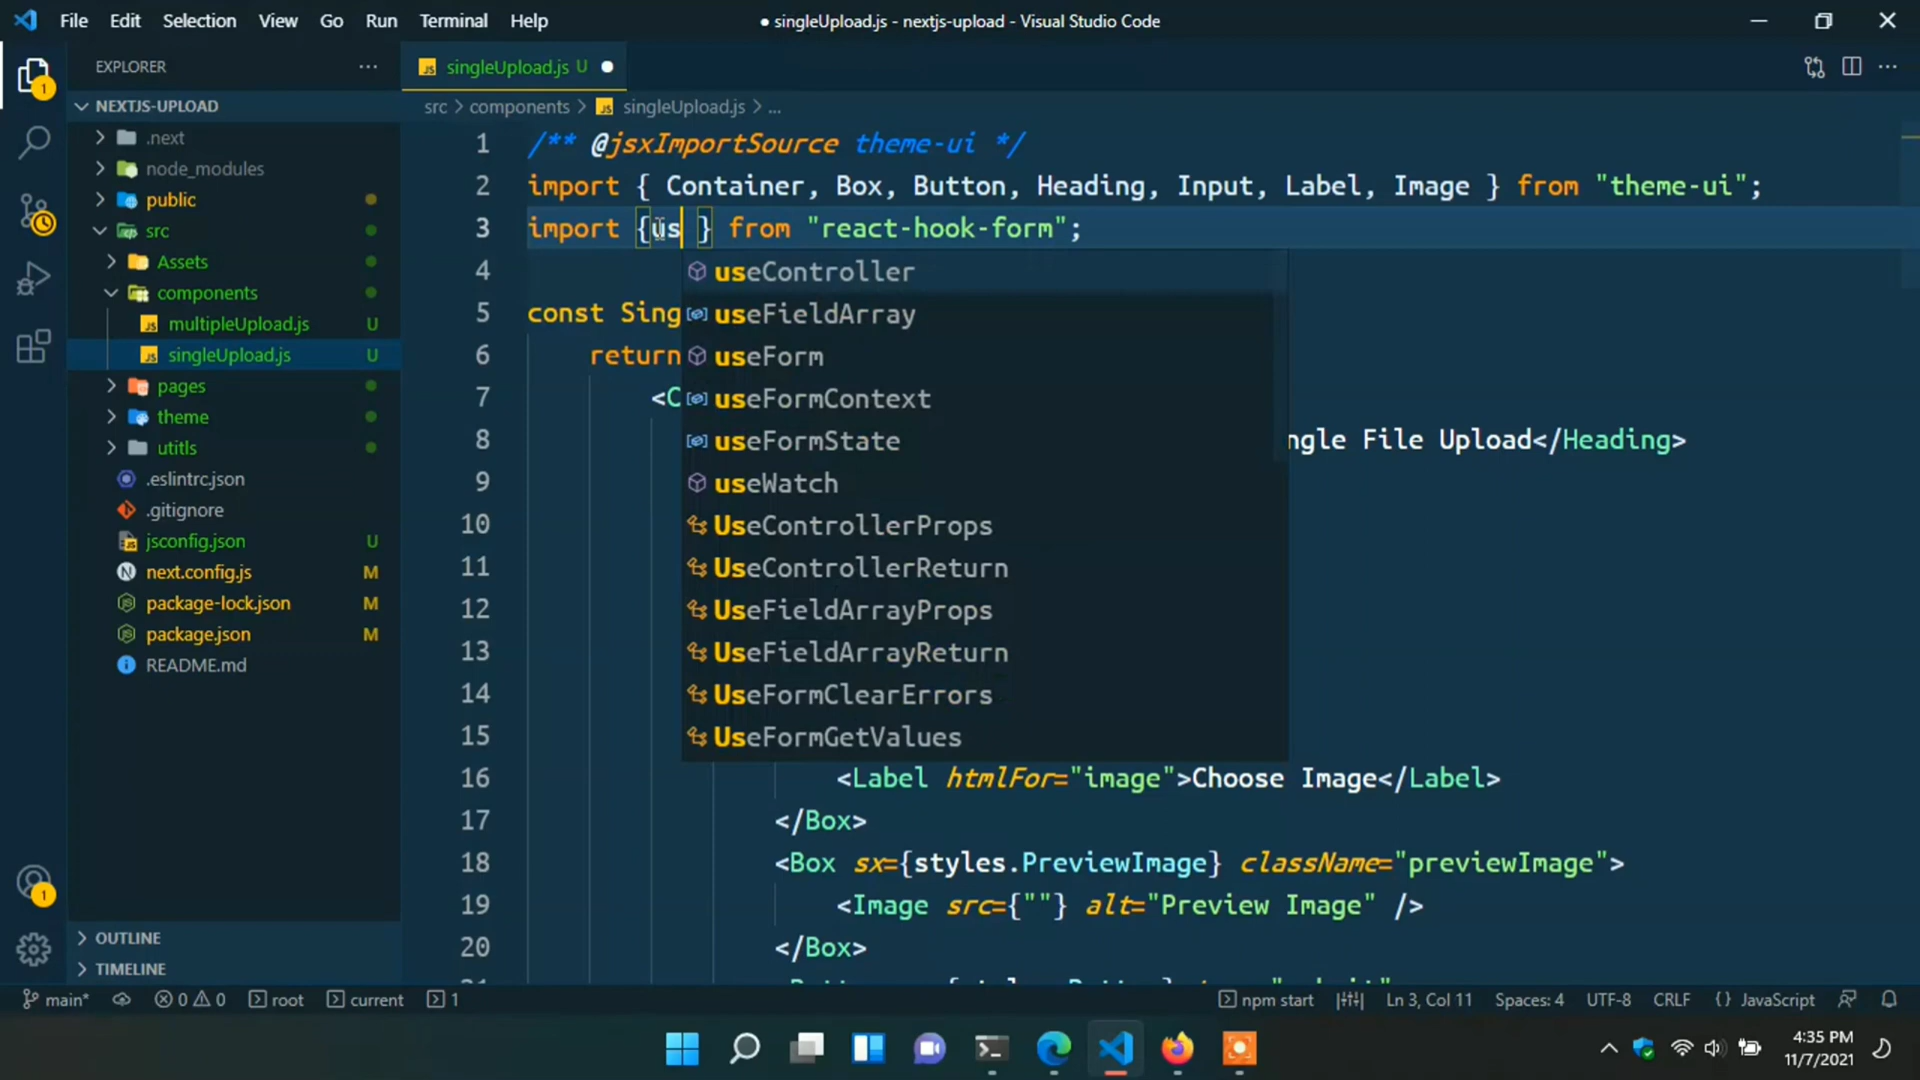 File Edit Selection View Go Run Terminal Help
● singleUpload.js - nextjs-upload - Visual Studio Code
EXPLORER
NEXTJS-UPLOAD
.next
node_modules
public
src
Assets
components
multipleUpload.js U
singleUpload.js U
pages
theme
utitls
.eslintrc.json
.gitignore
jsconfig.json U
next.config.js M
package-lock.json M
package.json M
README.md
OUTLINE
TIMELINE
singleUpload.js U
src > components > singleUpload.js > ...
1 /** @jsxImportSource theme-ui */
2 import { Container, Box, Button, Heading, Input, Label, Image } from "theme-ui";
3 import {us } from "react-hook-form";
4
5 const Sing
6 return
7 <C
8 ngle File Upload</Heading>
9
10
11
12
13
14
15
16 <Label htmlFor="image">Choose Image</Label>
17 </Box>
18 <Box sx={styles.PreviewImage} className="previewImage">
19 <Image src={""} alt="Preview Image" />
20 </Box>
useController
useFieldArray
useForm
useFormContext
useFormState
useWatch
UseControllerProps
UseControllerReturn
UseFieldArrayProps
UseFieldArrayReturn
UseFormClearErrors
UseFormGetValues
main* 0 0 root current 1
npm start Ln 3, Col 11 Spaces: 4 UTF-8 CRLF {} JavaScript
4:35 PM
11/7/2021